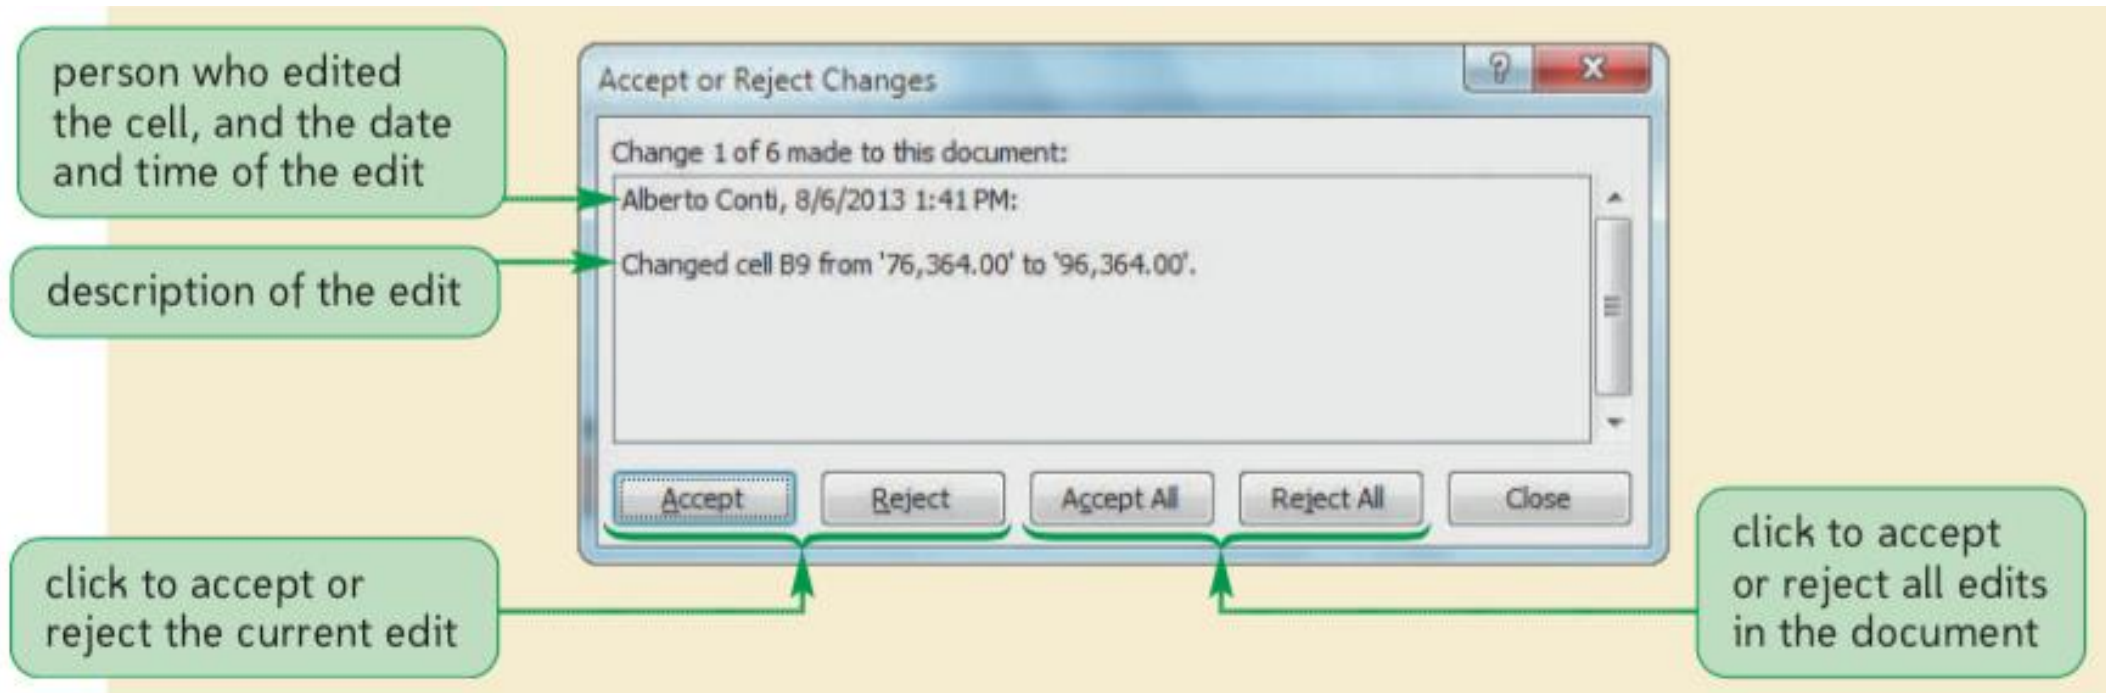 person who edited
the cell, and the date
and time of the edit
description of the edit
Accept or Reject Changes
?
Change 1 of 6 made to this document:
Alberto Conti, 8/6/2013 1:41 PM:
Changed cell B9 from '76,364.00' to '96,364.00'.
Accept Reject Accept All Reject All Close
click to accept or
reject the current edit
click to accept
or reject all edits
in the document